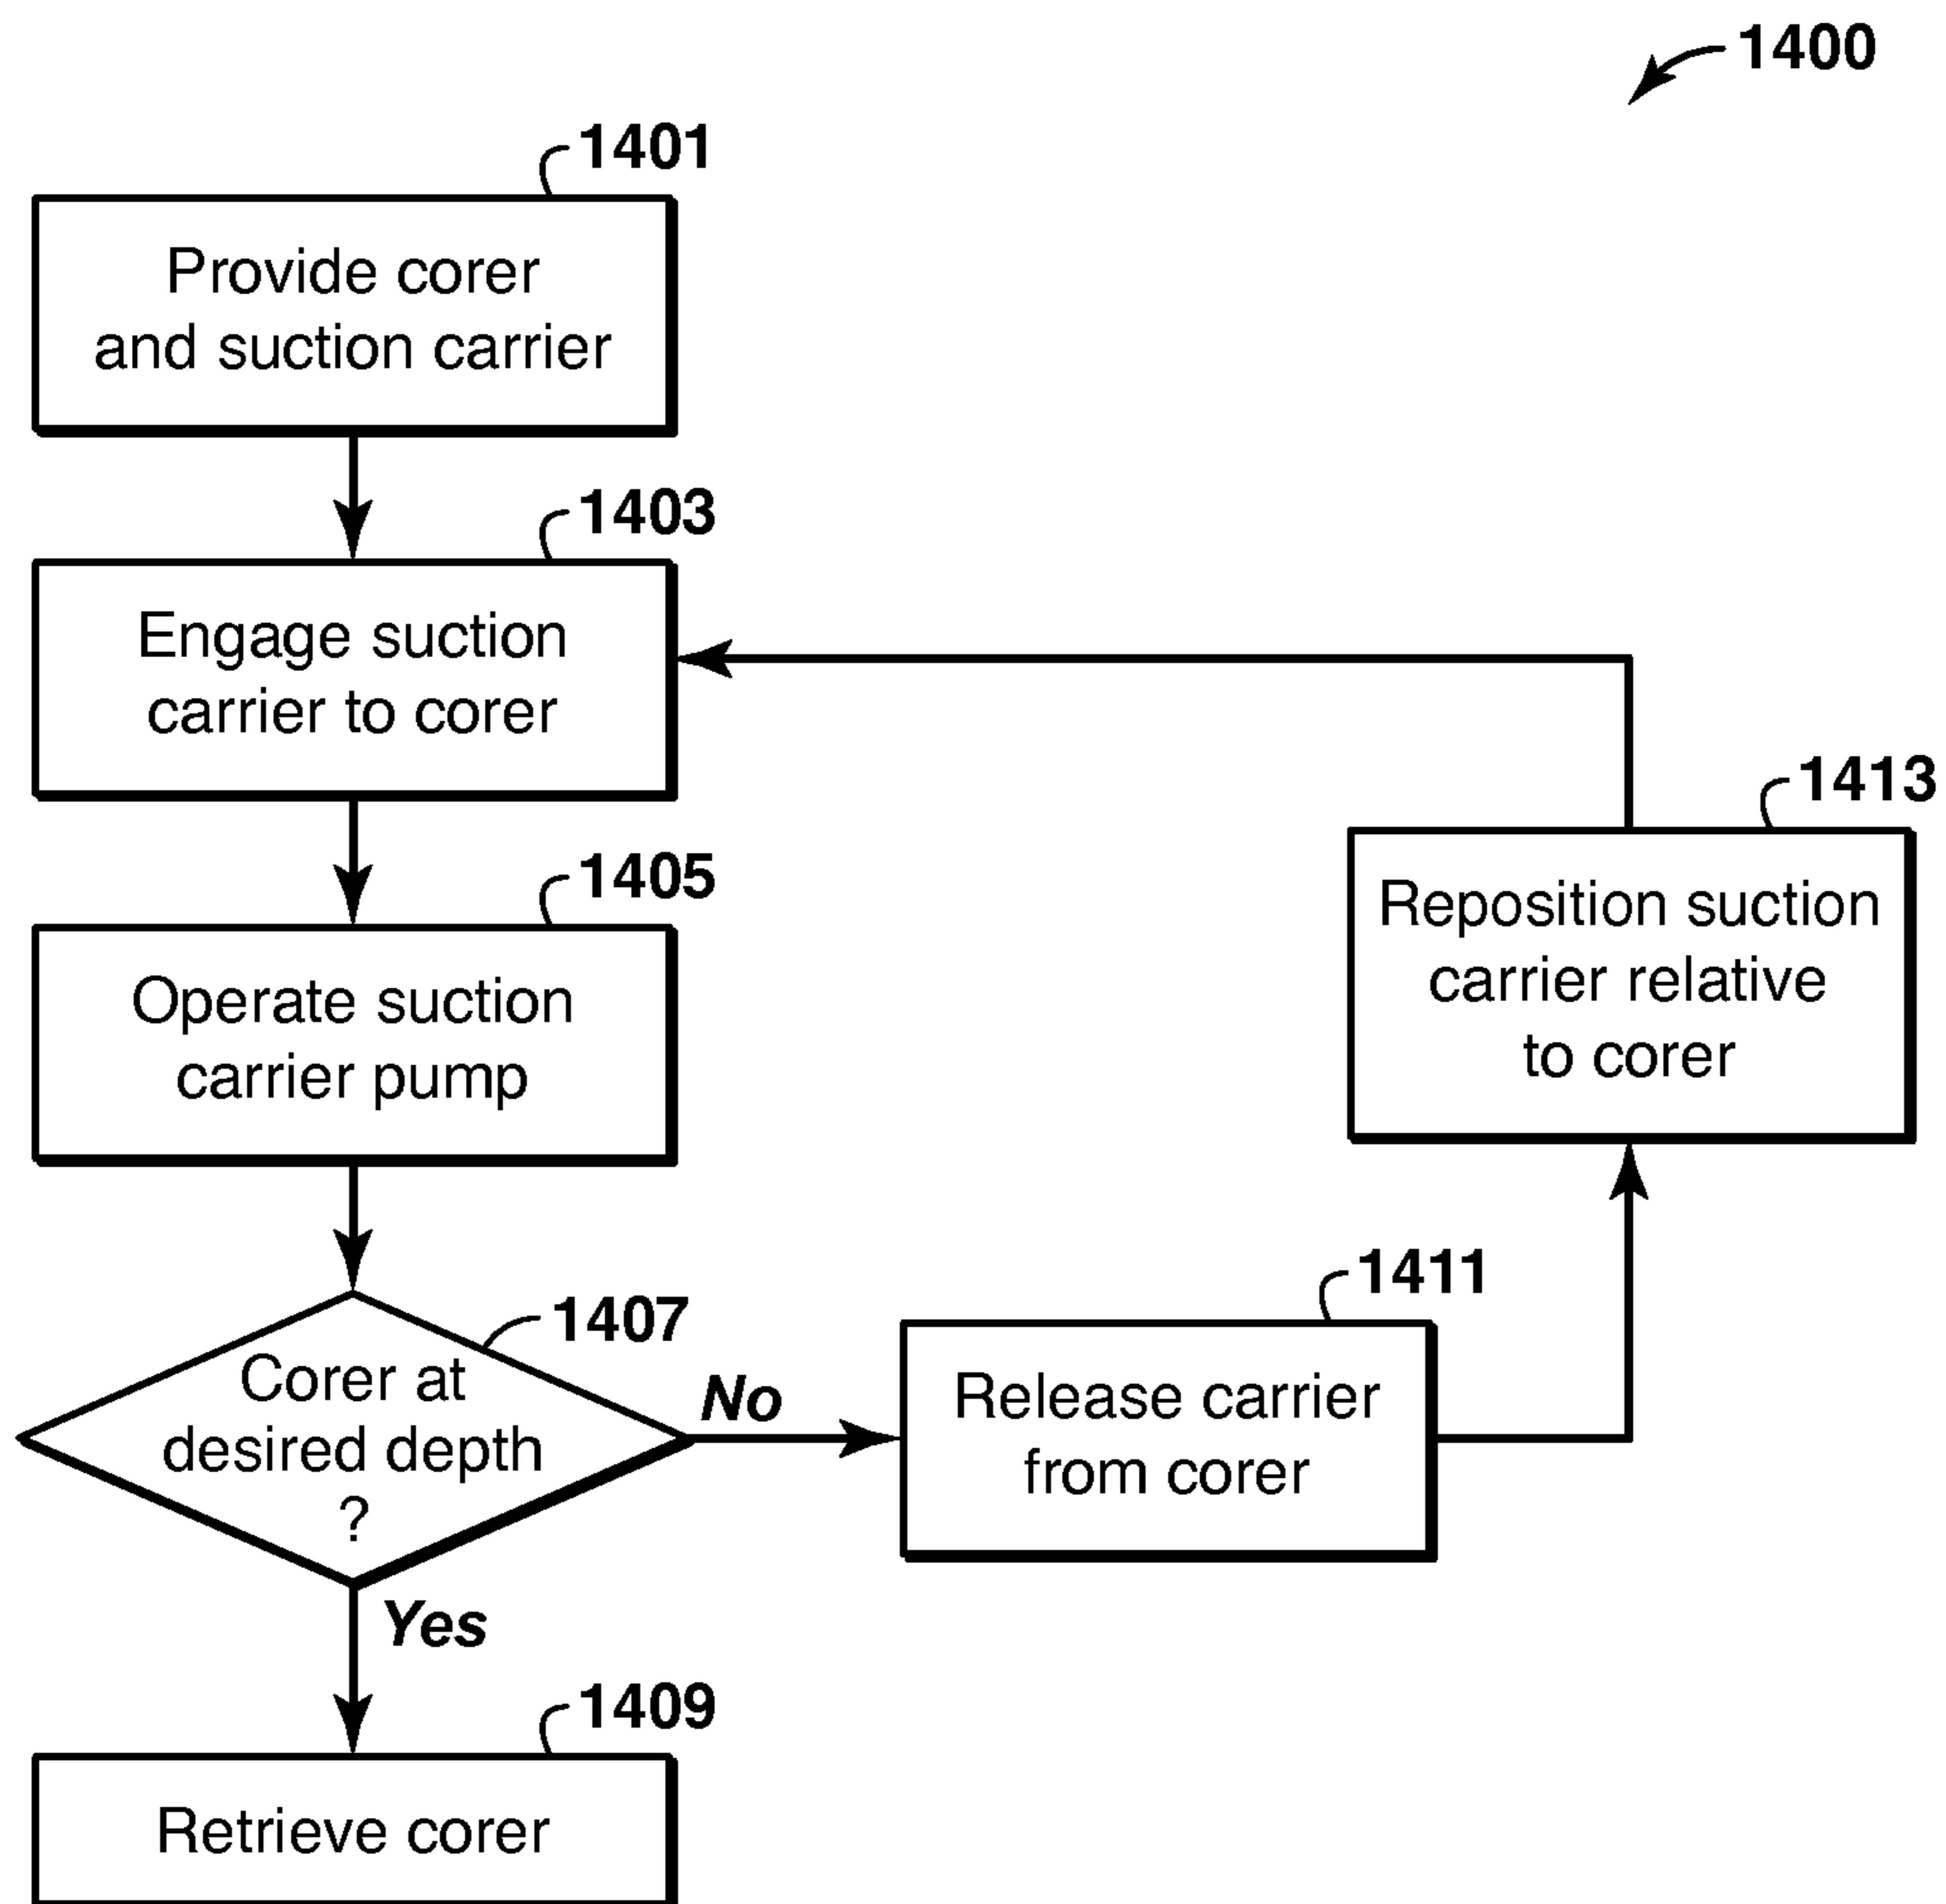 1400
1401
Provide corer
and suction carrier
1403
Engage suction
carrier to corer
1405
Operate suction
carrier pump
1407
Corer at
desired depth
?
No
Yes
1409
Retrieve corer
1411
Release carrier
from corer
1413
Reposition suction
carrier relative
to corer